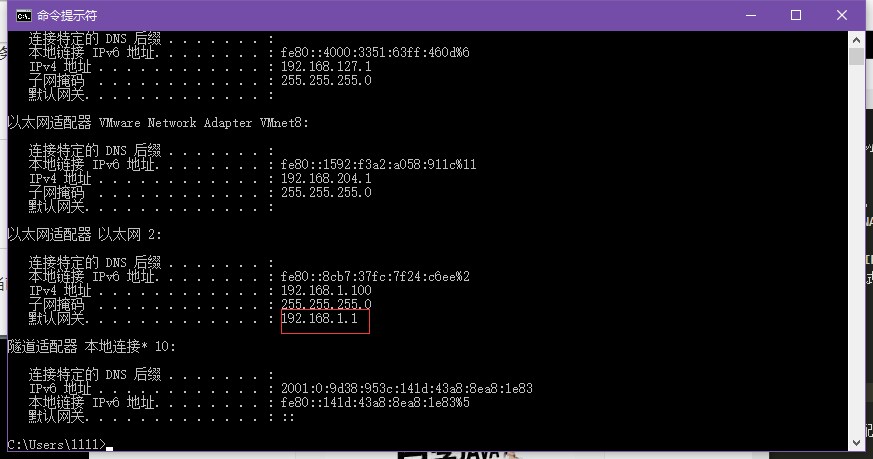 命令提示符
连接特定的 DNS 后缀 . . . . . . . :
本地链接 IPv6 地址. . . . . . . . : fe80::4000:3351:63ff:460d%6
IPv4 地址 . . . . . . . . . . . . : 192.168.127.1
子网掩码 . . . . . . . . . . . . : 255.255.255.0
默认网关. . . . . . . . . . . . . :
以太网适配器 VMware Network Adapter VMnet8:
连接特定的 DNS 后缀 . . . . . . . :
本地链接 IPv6 地址. . . . . . . . : fe80::1592:f3a2:a058:911c%11
IPv4 地址 . . . . . . . . . . . . : 192.168.204.1
子网掩码 . . . . . . . . . . . . : 255.255.255.0
默认网关. . . . . . . . . . . . . :
以太网适配器 以太网 2:
连接特定的 DNS 后缀 . . . . . . . :
本地链接 IPv6 地址. . . . . . . . : fe80::8cb7:37fc:7f24:c6ee%2
IPv4 地址 . . . . . . . . . . . . : 192.168.1.100
子网掩码 . . . . . . . . . . . . : 255.255.255.0
默认网关. . . . . . . . . . . . . : 192.168.1.1
隧道适配器 本地连接* 10:
连接特定的 DNS 后缀 . . . . . . . :
IPv6 地址 . . . . . . . . . . . . : 2001:0:9d38:953c:141d:43a8:8ea8:1e83
本地链接 IPv6 地址. . . . . . . . : fe80::141d:43a8:8ea8:1e83%5
默认网关. . . . . . . . . . . . . : ::
C:\Users\1111>